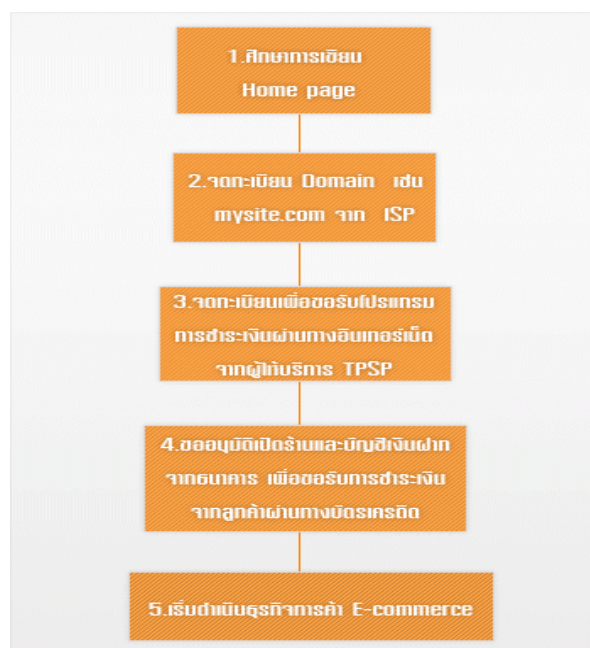 1.ศึกษาการเขียน
Home page
2.จดทะเบียน Domain เช่น
mysite.com จาก ISP
3.จดทะเบียนเพื่อขอรับโปรแกรม
การชำระเงินผ่านทางอินเทอร์เน็ต
จากผู้ให้บริการ TPSP
4.ขออนุมัติเปิดร้านและบัญชีเงินฝาก
จากธนาคาร เพื่อขอรับการชำระเงิน
จากลูกค้าผ่านทางบัตรเครดิต
5.เริ่มดำเนินธุรกิจการค้า E-commerce